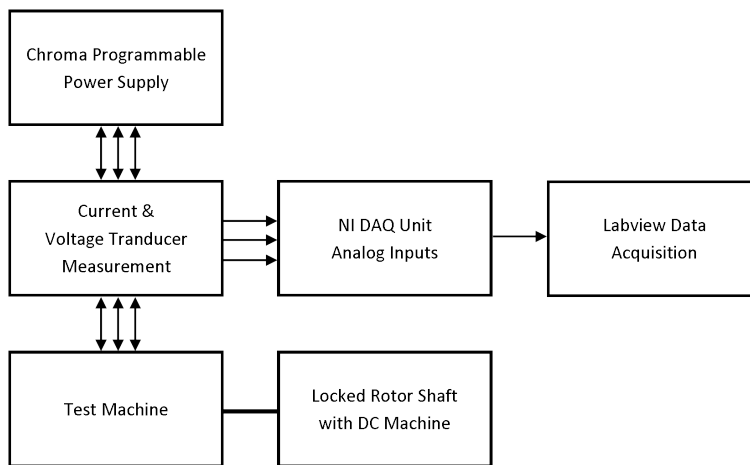 Chroma Programmable
Power Supply
Current &
Voltage Tranducer
Measurement
NI DAQ Unit
Analog Inputs
Labview Data
Acquisition
Test Machine
Locked Rotor Shaft
with DC Machine